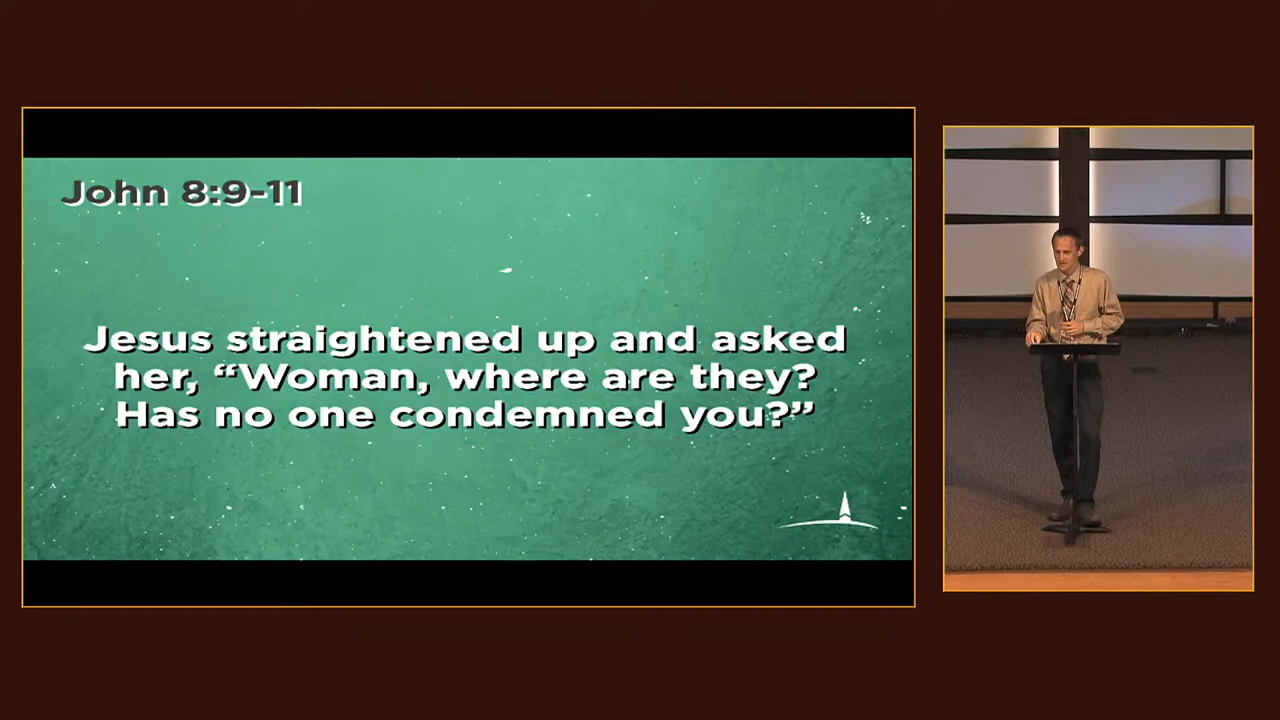 John 8:9-11
Jesus straightened up and asked
her, “Woman, where are they?
Has no one condemned you?”